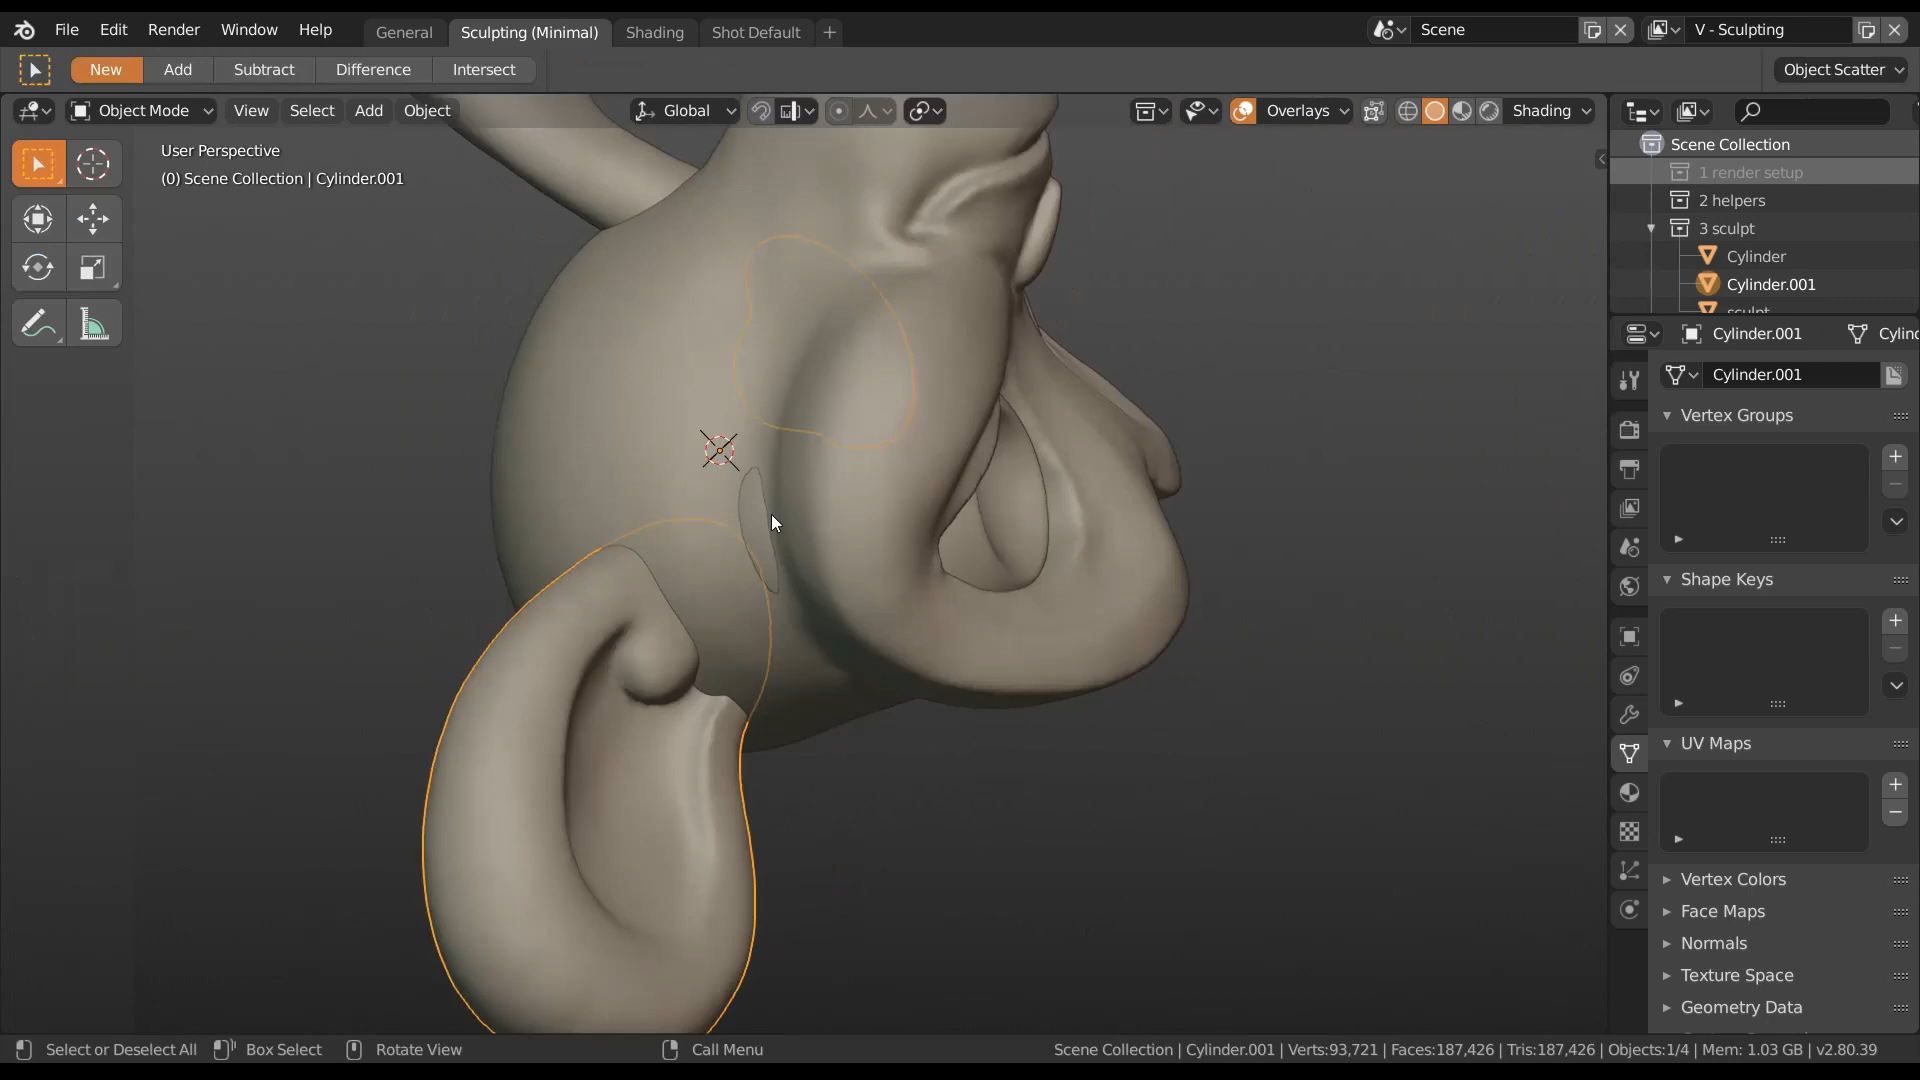 File Edit Render Window Help General Sculpting (Minimal) Shading Shot Default + Scene V - Sculpting
New Add Subtract Difference Intersect Object Scatter
Object Mode View Select Add Object Global Overlays Shading
User Perspective
(0) Scene Collection | Cylinder.001
Scene Collection
1 render setup
2 helpers
3 sculpt
Cylinder
Cylinder.001
sculpt
Cylinder.001
Cylinder.001
Vertex Groups
Shape Keys
UV Maps
Vertex Colors
Face Maps
Normals
Texture Space
Geometry Data
Select or Deselect All Box Select Rotate View Call Menu Scene Collection | Cylinder.001 | Verts:93,721 | Faces:187,426 | Tris:187,426 | Objects:1/4 | Mem: 1.03 GB | v2.80.39